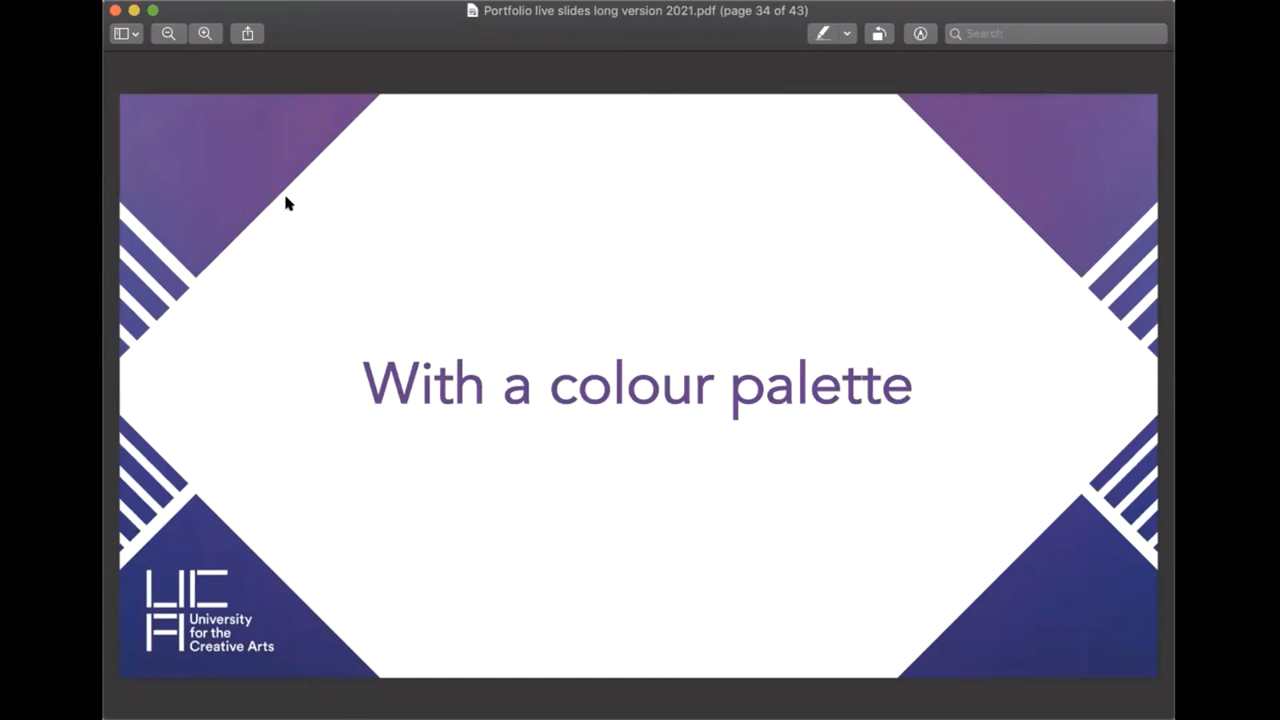 Portfolio live slides long version 2021.pdf (page 34 of 43)
Search
With a colour palette
UCA
University
for the
Creative Arts